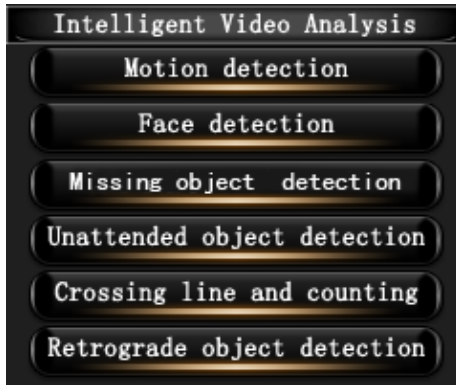 Intelligent Video Analysis
Motion detection
Face detection
Missing object detection
Unattended object detection
Crossing line and counting
Retrograde object detection